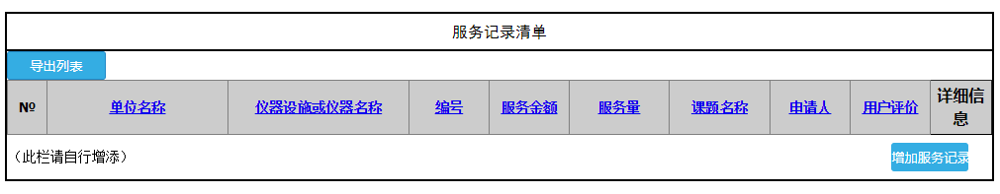 服务记录清单
导出列表
№ 单位名称 仪器设施或仪器名称 编号 服务金额 服务量 课题名称 申请人 用户评价 详细信
息
（此栏请自行增添） 增加服务记录